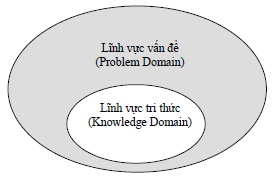 Lĩnh vực vấn đề
(Problem Domain)
Lĩnh vực tri thức
(Knowledge Domain)